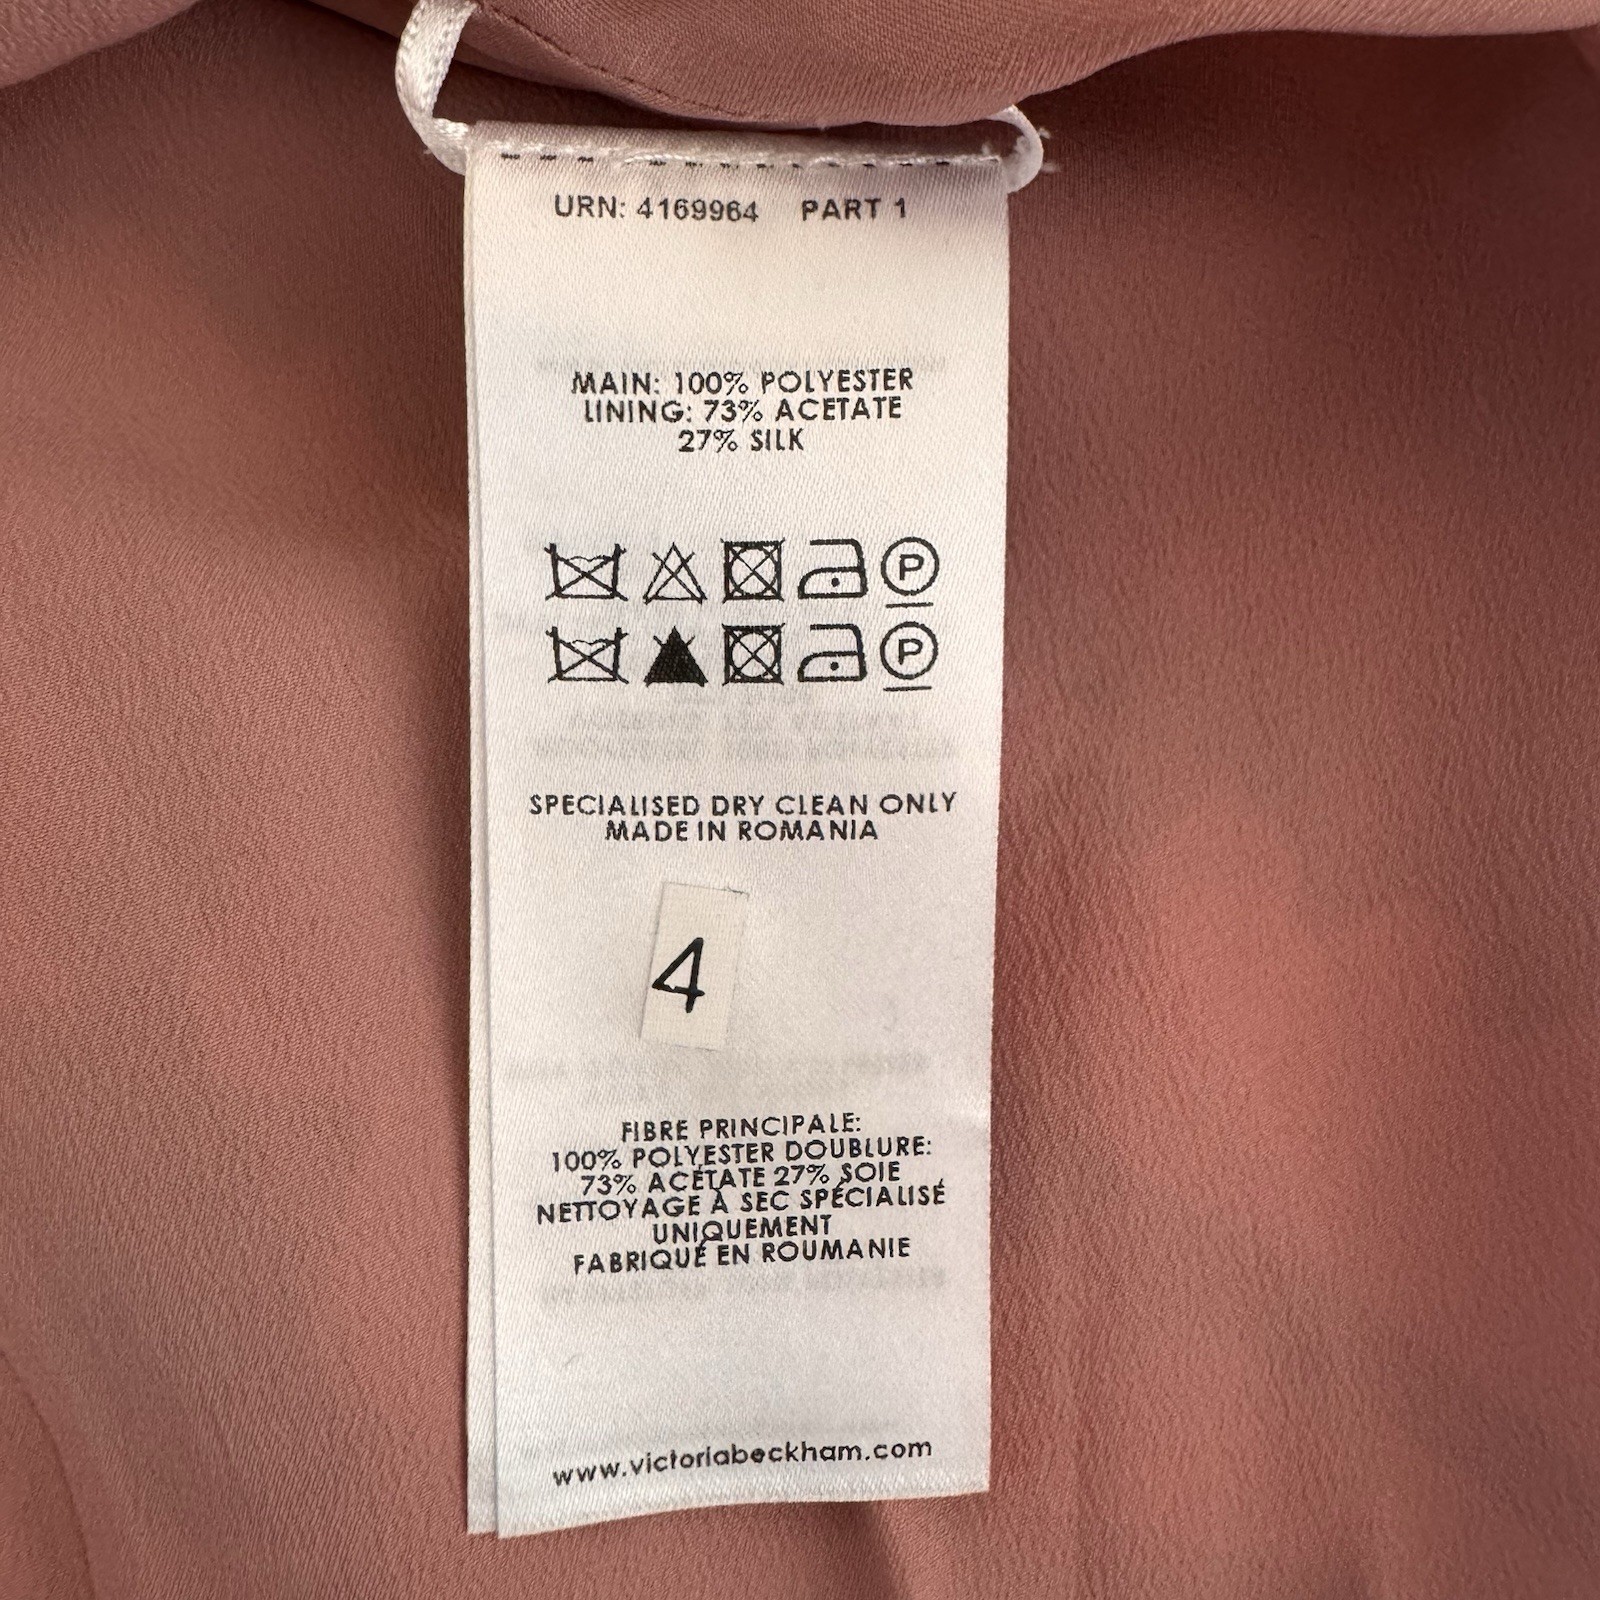 URN: 4169964 PART 1
MAIN: 100% POLYESTER
LINING: 73% ACETATE
27% SILK
P
P
SPECIALISED DRY CLEAN ONLY
MADE IN ROMANIA
4
FIBRE PRINCIPALE:
100% POLYESTER DOUBLURE:
73% ACÉTATE 27% SOIE
NETTOYAGE À SEC SPÉCIALISÉ
UNIQUEMENT
FABRIQUÉ EN ROUMANIE
www.victoriabeckham.com